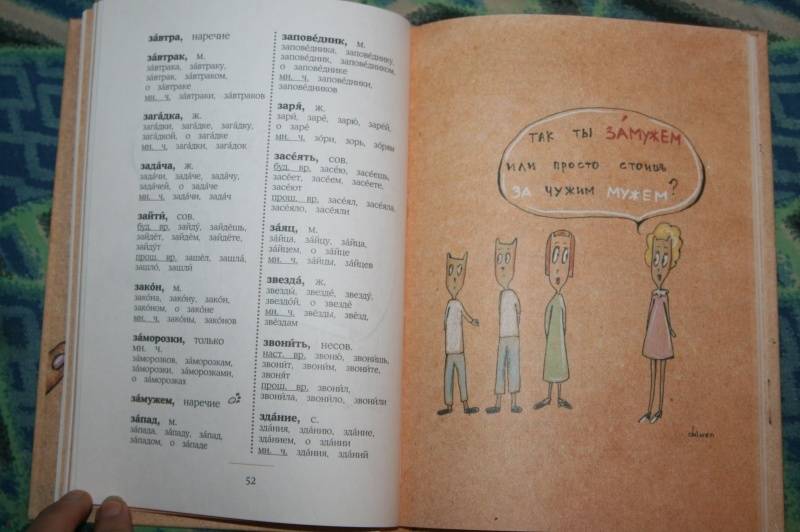 за́втра, наречие
за́втрак, м.
за́втрака, за́втраку,
за́втрак, за́втраком,
о за́втраке
мн. ч. за́втраки, за́втраков
зага́дка, ж.
зага́дки, зага́дке, зага́дку,
зага́дкой, о зага́дке
мн. ч. зага́дки, зага́док
зада́ча, ж.
зада́чи, зада́че, зада́чу,
зада́чей, о зада́че
мн. ч. зада́чи, зада́ч
зайти́, сов.
буд. вр. зайду́, зайдёшь,
зайдёт, зайдём, зайдёте,
зайду́т
прош. вр. зашёл, зашла́,
зашло́, зашли́
зако́н, м.
зако́на, зако́ну, зако́н,
зако́ном, о зако́не
мн. ч. зако́ны, зако́нов
за́морозки, только
мн. ч.
за́морозков, за́морозкам,
за́морозки, за́морозками,
о за́морозках
за́мужем, наречие
за́пад, м.
за́пада, за́паду, за́пад,
за́падом, о за́паде
запове́дник, м.
запове́дника, запове́днику,
запове́дник, запове́дником,
о запове́днике
мн. ч. запове́дники,
запове́дников
заря́, ж.
зари́, заре́, зарю́, заре́й,
о заре́
мн. ч. зо́ри, зорь, зо́рям
засе́ять, сов.
буд. вр. засе́ю, засе́ешь,
засе́ет, засе́ем, засе́ете,
засе́ют
прош. вр. засе́ял, засе́яла,
засе́яло, засе́яли
за́яц, м.
за́йца, за́йцу, за́йца,
за́йцем, о за́йце
мн. ч. за́йцы, за́йцев
звезда́, ж.
звезды́, звезде́, звезду́,
звездо́й, о звезде́
мн. ч. звёзды, звёзд,
звёздам
звони́ть, несов.
наст. вр. звоню́, звони́шь,
звони́т, звони́м, звони́те,
звоня́т
прош. вр. звони́л,
звони́ла, звони́ло, звони́ли
зда́ние, с.
зда́ния, зда́нию, зда́ние,
зда́нием, о зда́нии
мн. ч. зда́ния, зда́ний
52
ТАК ТЫ ЗА́МУЖЕМ
ИЛИ ПРОСТО СТОИШЬ
ЗА ЧУЖИМ МУЖЕМ?